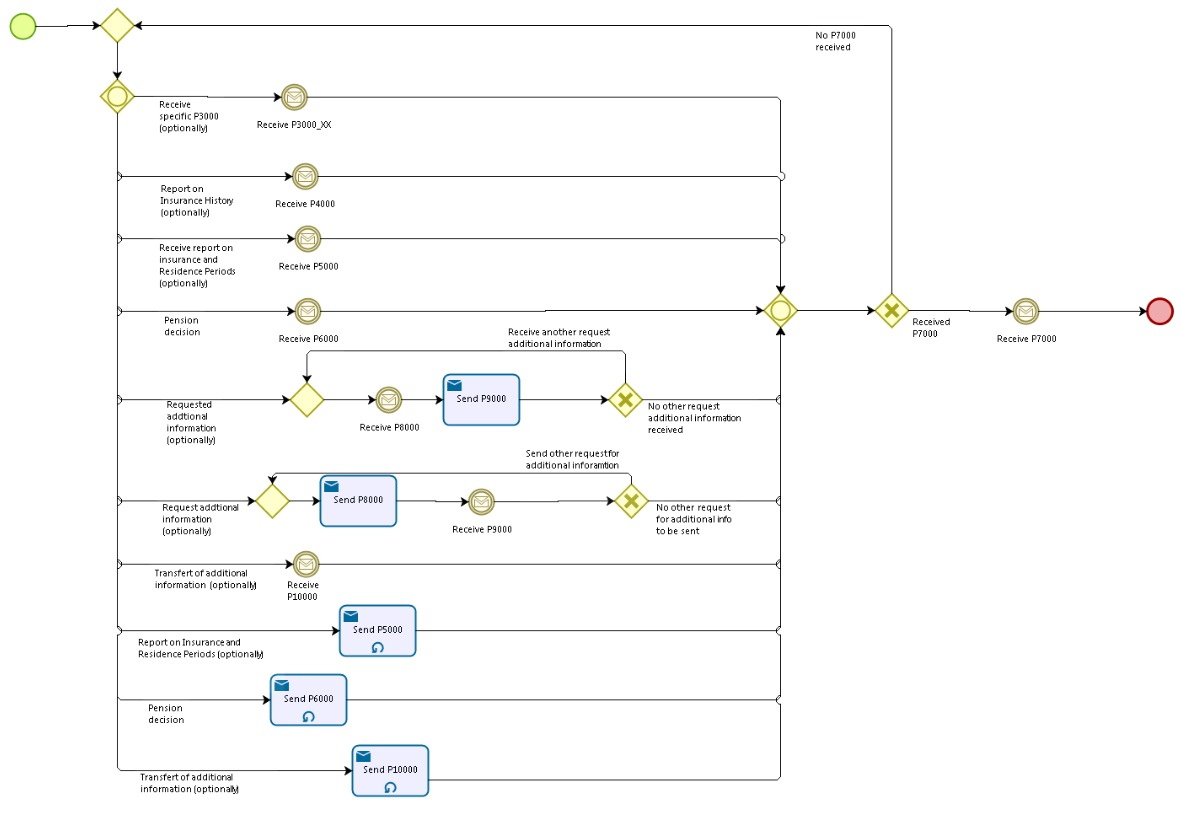 No P7000
received
Receive
specific P3000
(optionally)
Receive P3000_XX
Report on
Insurance History
(optionally)
Receive P4000
Receive report on
insurance and
Residence Periods
(optionally)
Receive P5000
Pension
decision
Receive P6000
Received
P7000
Receive P7000
Receive another request
additional information
Requested
addtional
information
(optionally)
Receive P8000
Send P9000
No other request
additional information
received
Send other request for
additional inforamtion
Request addtional
information
(optionally)
Send P8000
Receive P9000
No other request
for additional info
to be sent
Transfert of additional
information (optionally)
Receive
P10000
Report on Insurance and
Residence Periods (optionally)
Send P5000
Pension
decision
Send P6000
Transfert of additional
information (optionally)
Send P10000